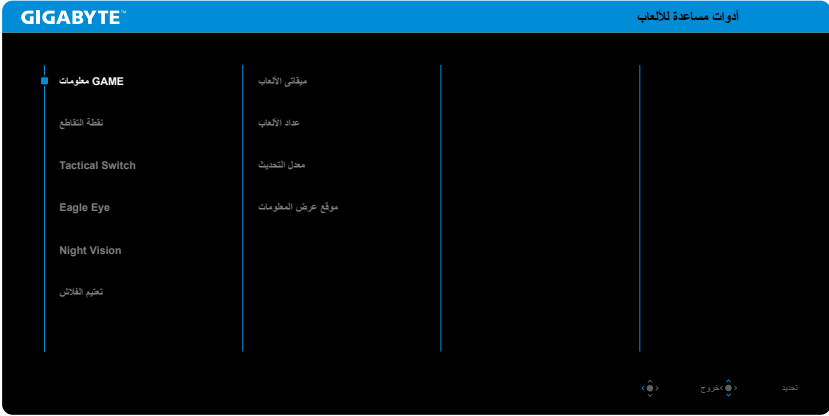 GIGABYTE™
أدوات مساعدة للألعاب
معلومات GAME
ميقاتى الألعاب
نقطة التقاطع
عداد الألعاب
Tactical Switch
معدل التحديث
Eagle Eye
موقع عرض المعلومات
Night Vision
تعتيم الفلاش
خروج
تحديد